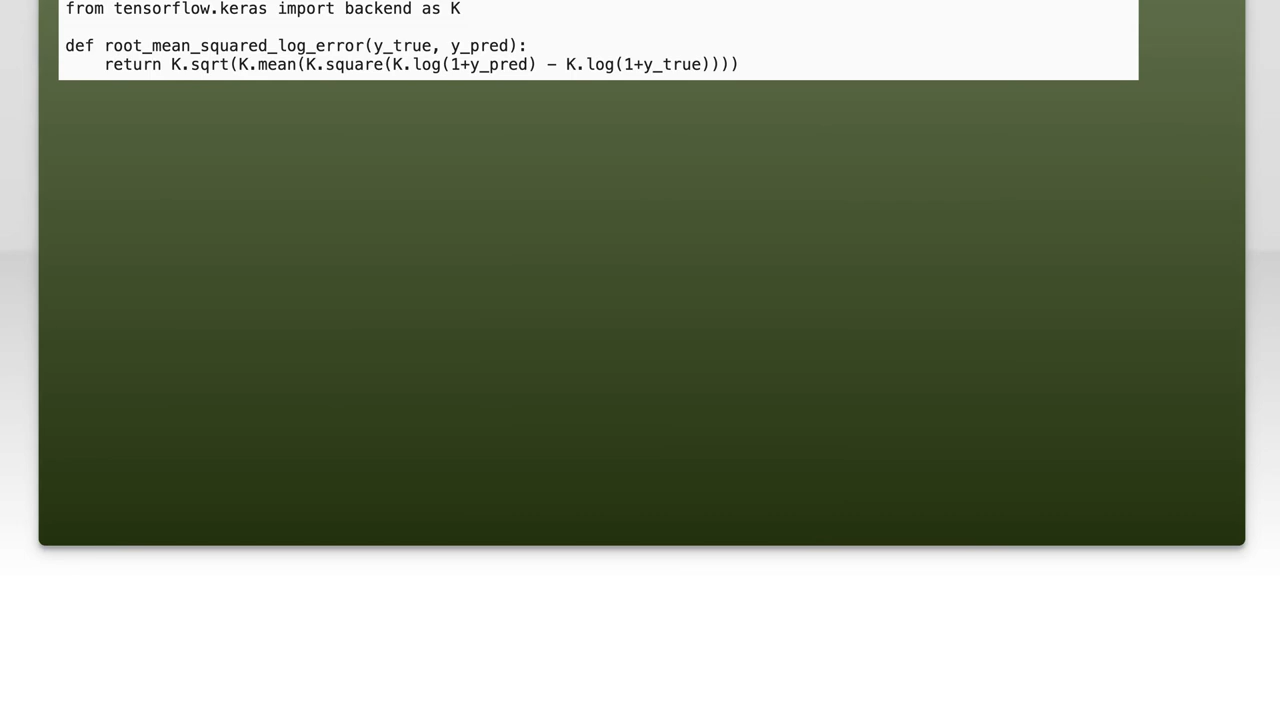 from tensorflow.keras import backend as K
def root_mean_squared_log_error(y_true, y_pred):
    return K.sqrt(K.mean(K.square(K.log(1+y_pred) - K.log(1+y_true))))